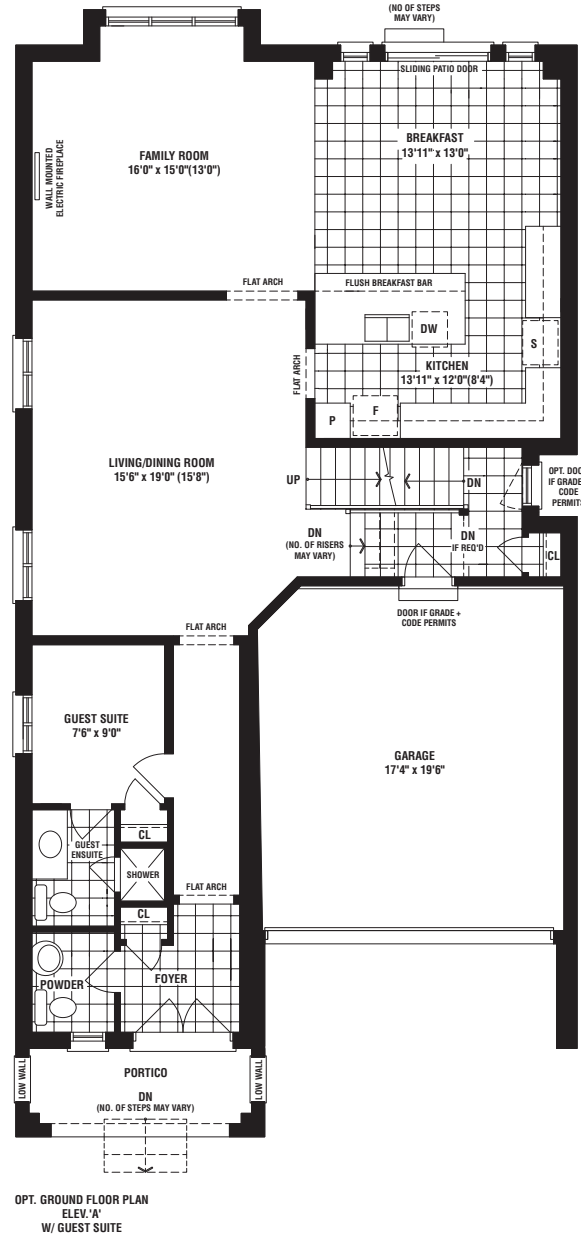 (NO OF STEPS
MAY VARY)
SLIDING PATIO DOOR
BREAKFAST
13'11" x 13'0"
FAMILY ROOM
16'0" x 15'0"(13'0")
WALL MOUNTED
ELECTRIC FIREPLACE
FLAT ARCH
FLUSH BREAKFAST BAR
DW
S
FLAT ARCH
KITCHEN
13'11" x 12'0"(8'4")
P
F
LIVING/DINING ROOM
15'6" x 19'0" (15'8")
UP
DN
OPT. DOOR
IF GRADE
CODE
PERMITS
DN
(NO. OF RISERS
MAY VARY)
DN
IF REQ'D
CL
DOOR IF GRADE +
CODE PERMITS
FLAT ARCH
GUEST SUITE
7'6" x 9'0"
GARAGE
17'4" x 19'6"
CL
GUEST
ENSUITE
SHOWER
FLAT ARCH
CL
FOYER
POWDER
LOW WALL
PORTICO
LOW WALL
DN
(NO. OF STEPS MAY VARY)
OPT. GROUND FLOOR PLAN
ELEV.'A'
W/ GUEST SUITE